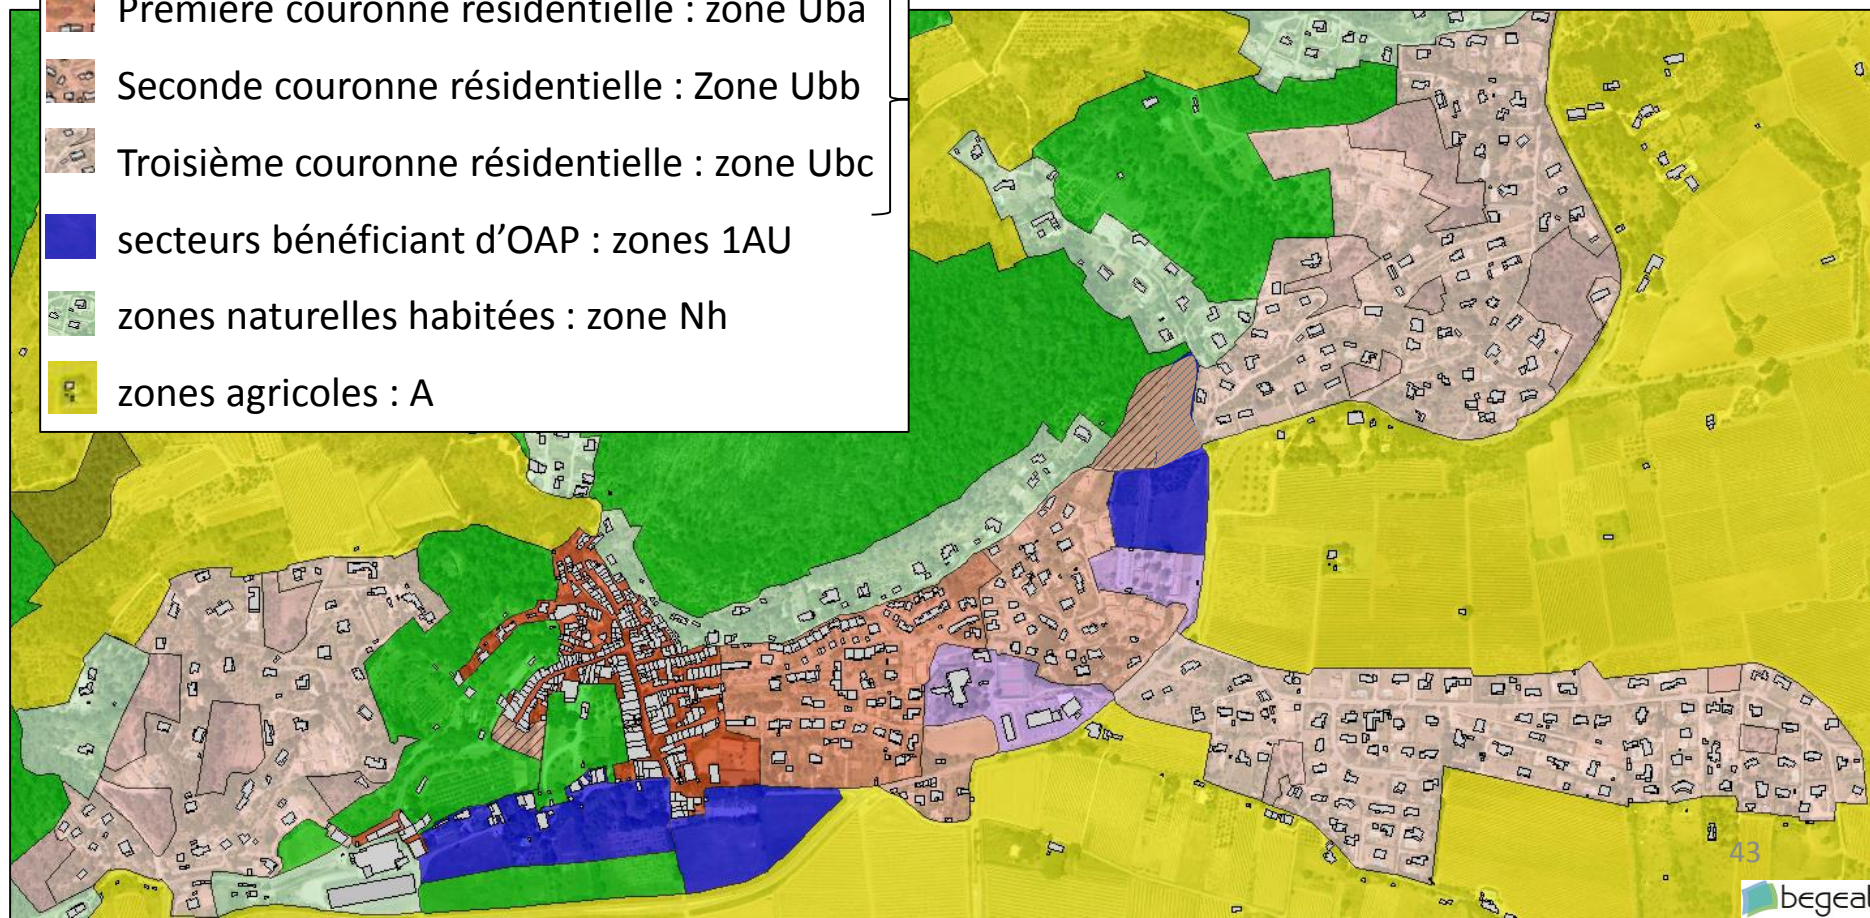 Première couronne résidentielle : zone Uba
Seconde couronne résidentielle : Zone Ubb
Troisième couronne résidentielle : zone Ubc
secteurs bénéficiant d’OAP : zones 1AU
zones naturelles habitées : zone Nh
zones agricoles : A
43
begeat